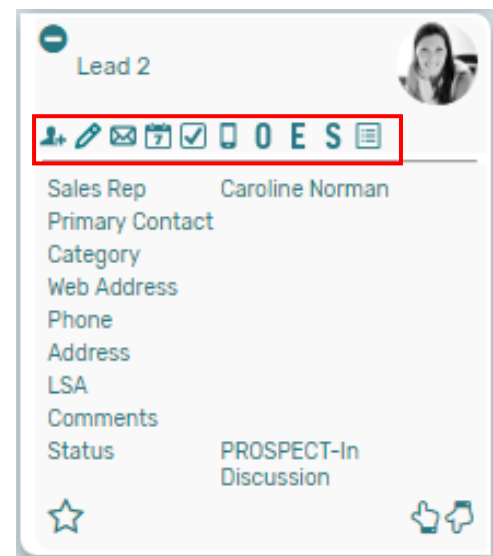 Lead 2
7 O E S
Sales Rep Caroline Norman
Primary Contact
Category
Web Address
Phone
Address
LSA
Comments
Status PROSPECT-In
Discussion